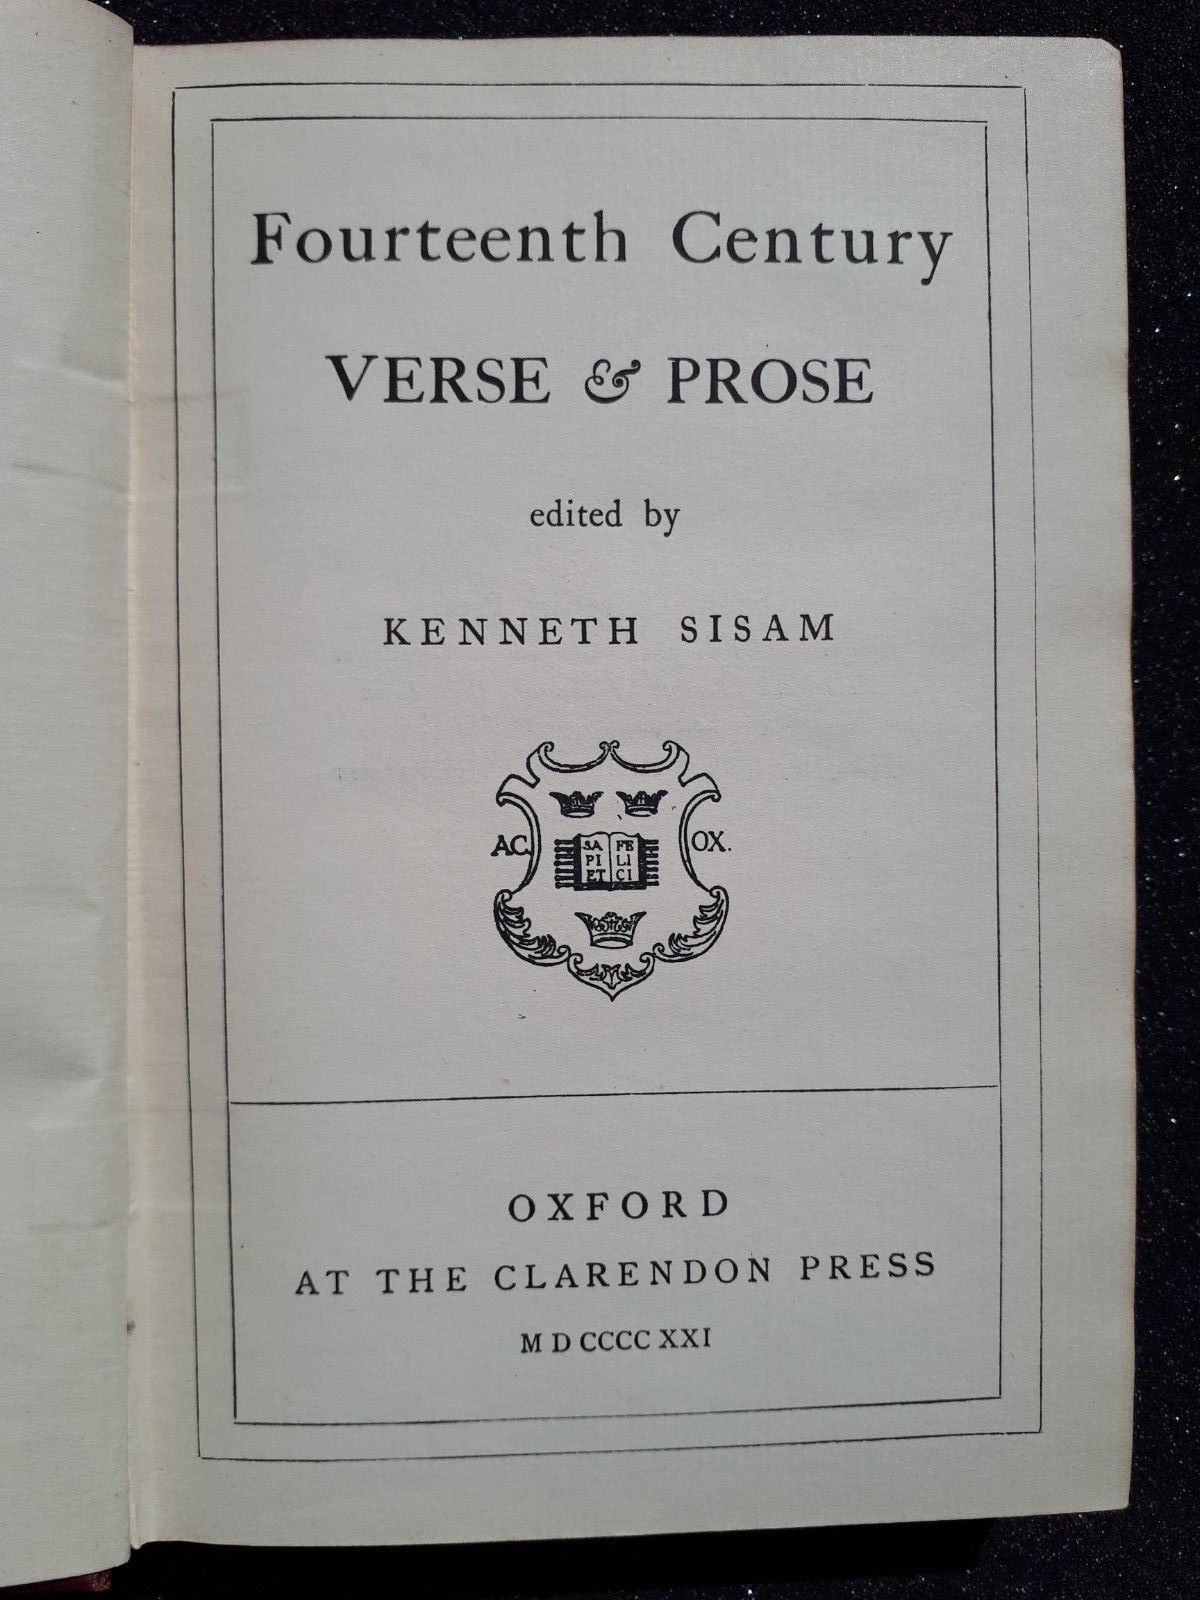 Fourteenth Century
VERSE & PROSE
edited by
KENNETH SISAM
AC. OX.
SA FE
PI LI
ET CI
OXFORD
AT THE CLARENDON PRESS
M D CCCC XXI